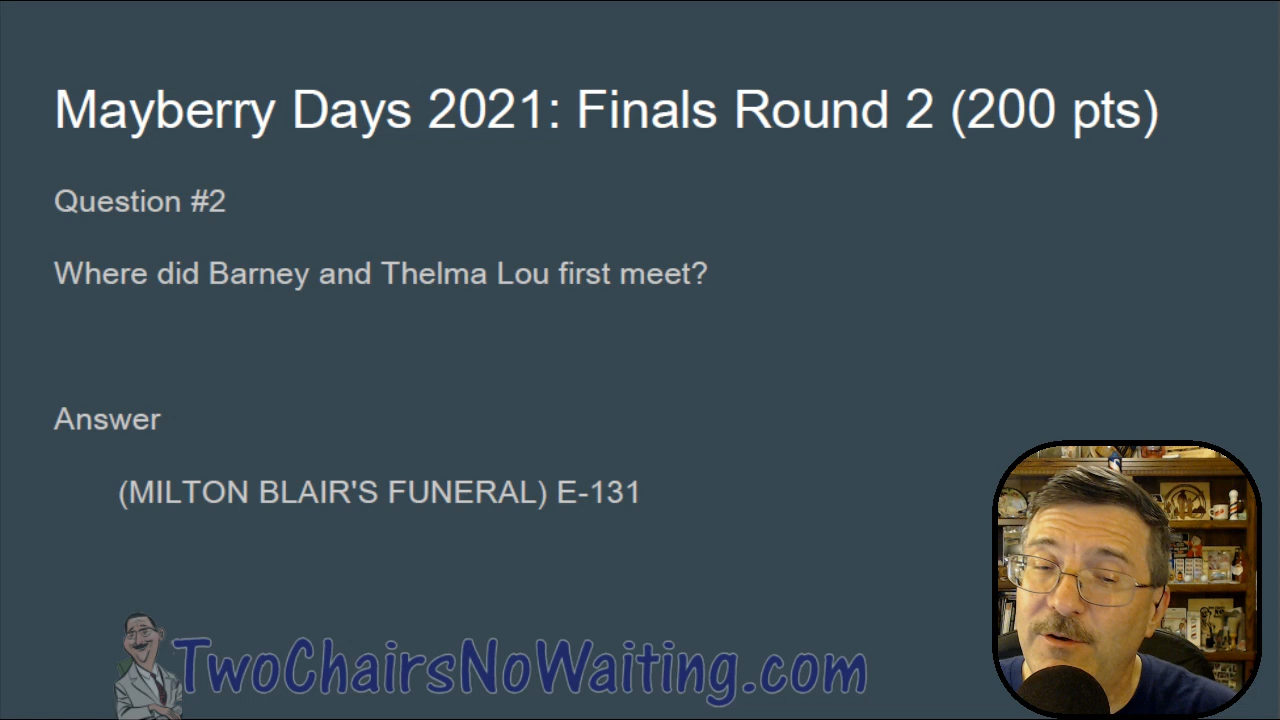 Mayberry Days 2021: Finals Round 2 (200 pts)
Question #2
Where did Barney and Thelma Lou first meet?
Answer
(MILTON BLAIR'S FUNERAL) E-131
TwoChairsNoWaiting.com